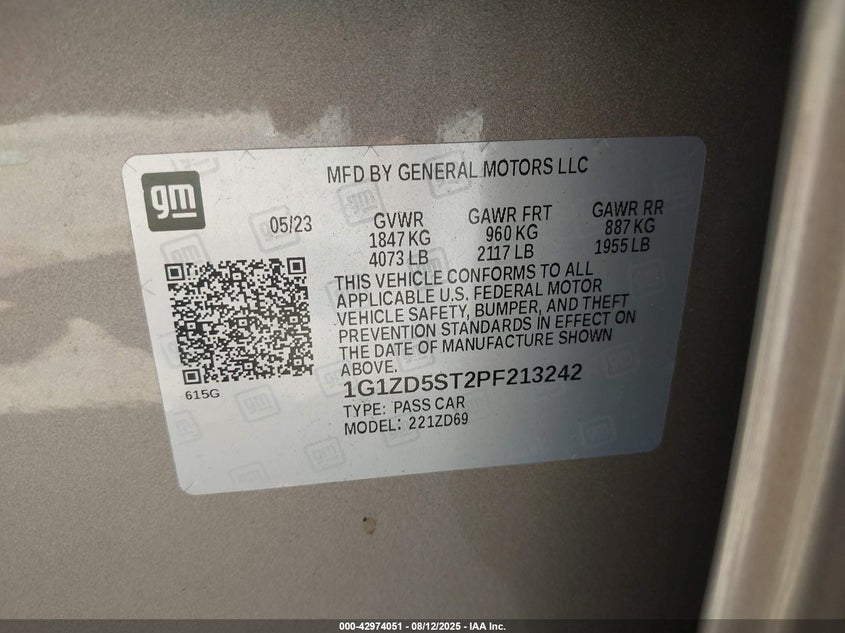 gm
MFD BY GENERAL MOTORS LLC
05/23
GVWR
1847 KG
4073 LB
GAWR FRT
960 KG
2117 LB
GAWR RR
887 KG
1955 LB
THIS VEHICLE CONFORMS TO ALL
APPLICABLE U.S. FEDERAL MOTOR
VEHICLE SAFETY, BUMPER, AND THEFT
PREVENTION STANDARDS IN EFFECT ON
THE DATE OF MANUFACTURE SHOWN
ABOVE.
615G
1G1ZD5ST2PF213242
TYPE: PASS CAR
MODEL: 221ZD69
000-42974051 - 08/12/2025 - IAA Inc.